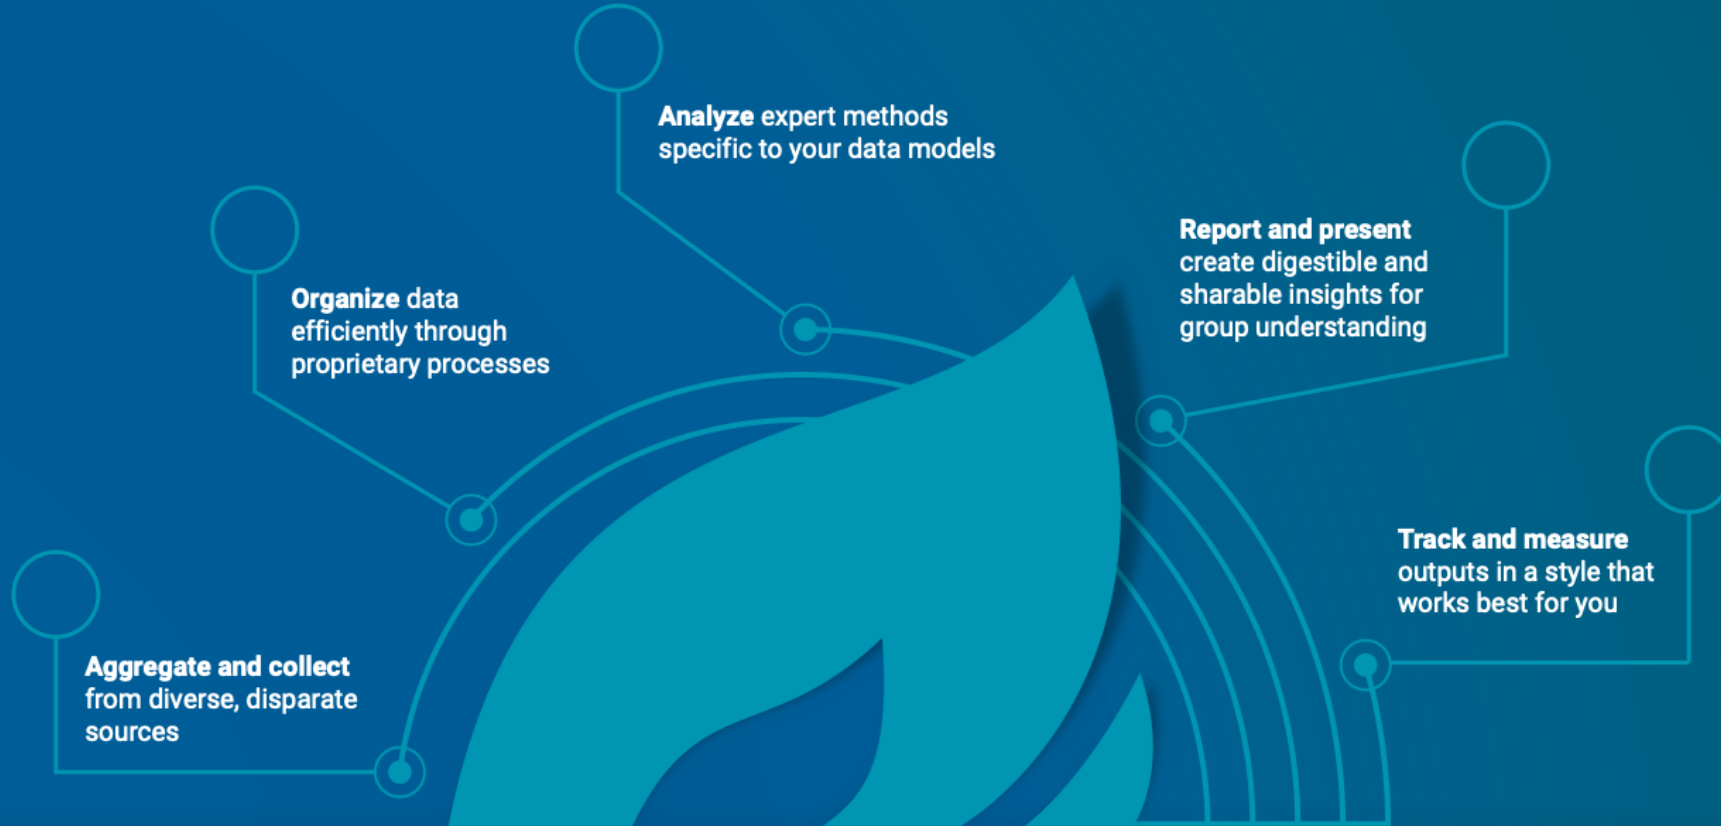 Analyze expert methods
specific to your data models
Organize data
efficiently through
proprietary processes
Report and present
create digestible and
sharable insights for
group understanding
Aggregate and collect
from diverse, disparate
sources
Track and measure
outputs in a style that
works best for you